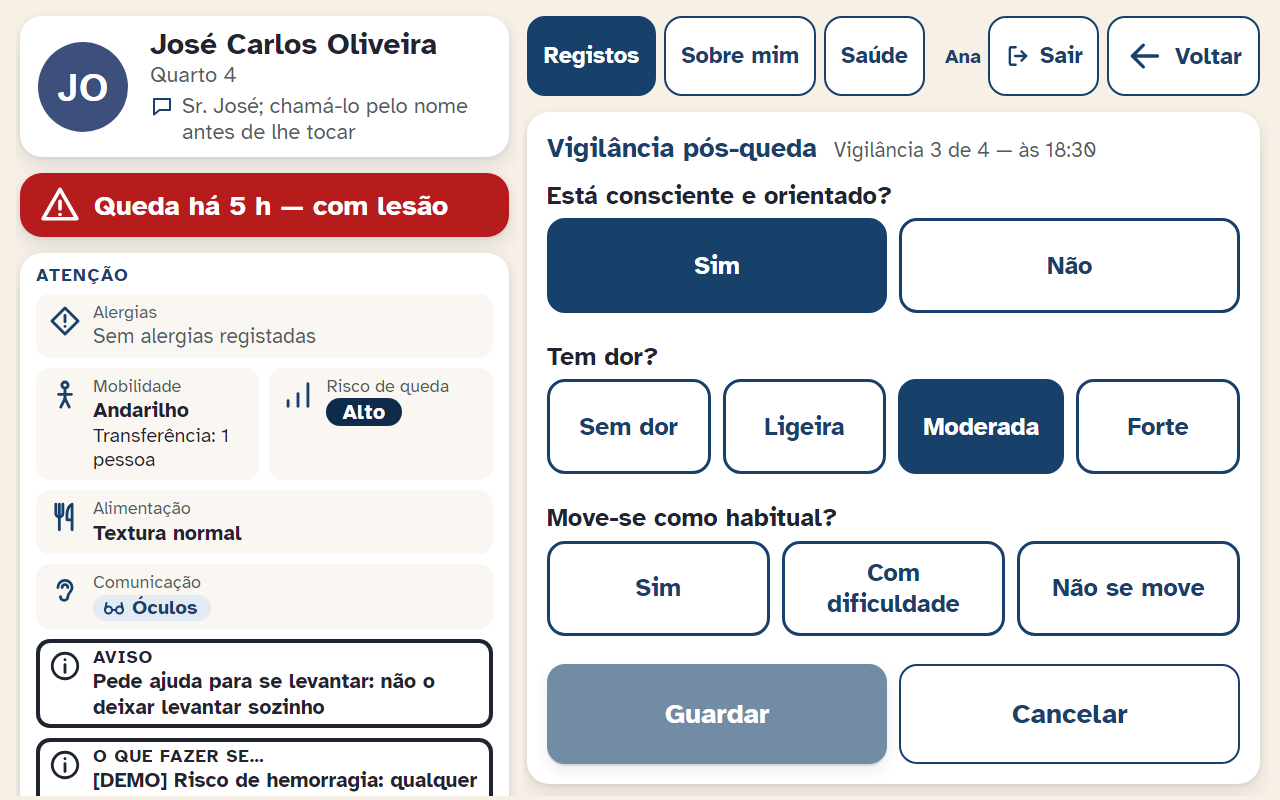 JO
José Carlos Oliveira
Quarto 4
Sr. José; chamá-lo pelo nome
antes de lhe tocar
Queda há 5 h — com lesão
ATENÇÃO
Alergias
Sem alergias registadas
Mobilidade
Andarilho
Transferência: 1
pessoa
Risco de queda
Alto
Alimentação
Textura normal
Comunicação
Óculos
AVISO
Pede ajuda para se levantar: não o
deixar levantar sozinho
O QUE FAZER SE...
[DEMO] Risco de hemorragia: qualquer
Registos
Sobre mim
Saúde
Ana
Sair
Voltar
Vigilância pós-queda Vigilância 3 de 4 — às 18:30
Está consciente e orientado?
Sim
Não
Tem dor?
Sem dor
Ligeira
Moderada
Forte
Move-se como habitual?
Sim
Com
dificuldade
Não se move
Guardar
Cancelar